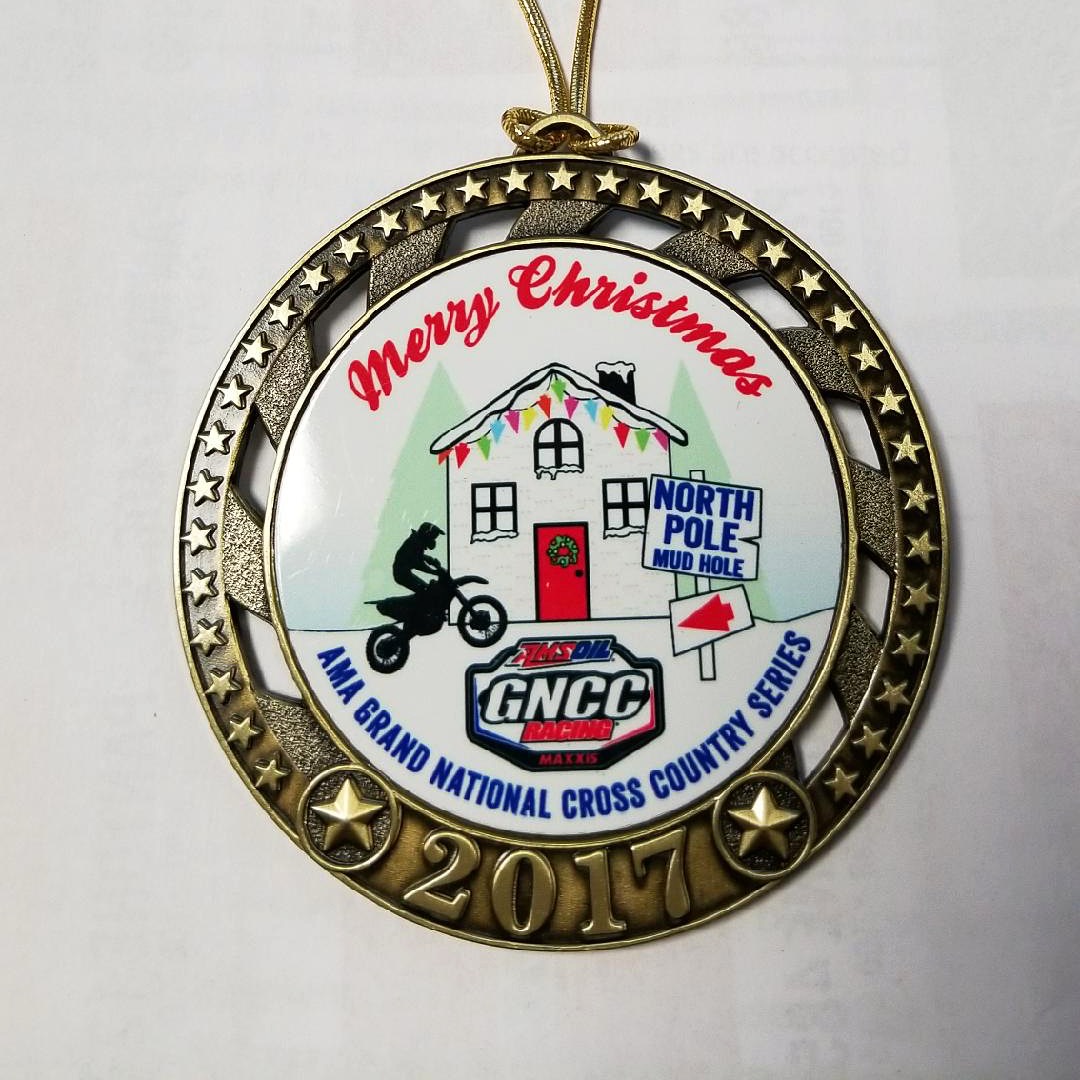 Merry Christmas
NORTH
POLE
MUD HOLE
AMSOIL
GNCC
RACING
MAXXIS
AMA GRAND NATIONAL CROSS COUNTRY SERIES
2017